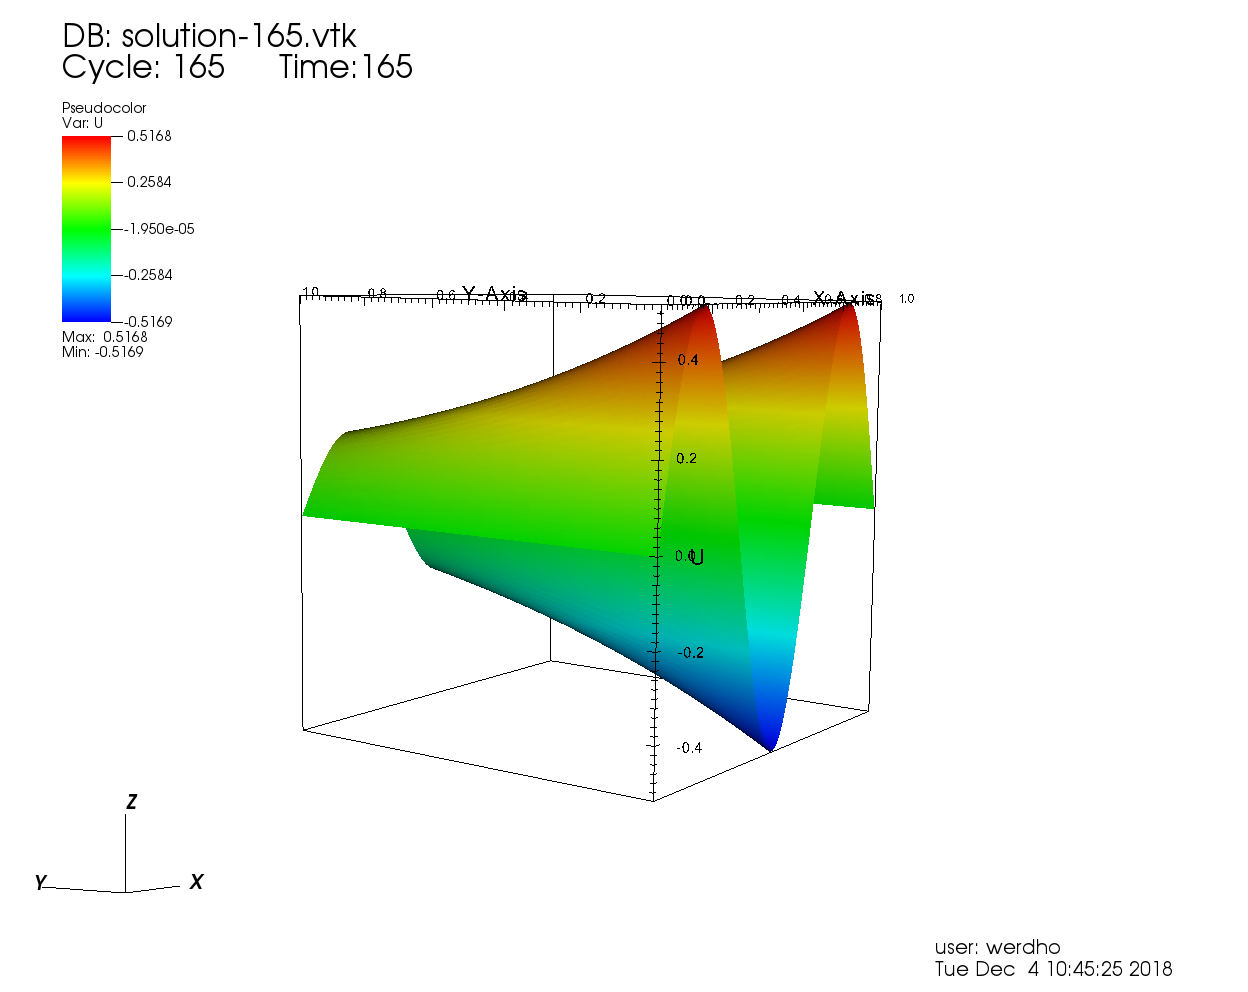 DB: solution-165.vtk
Cycle: 165 Time:165
Pseudocolor
Var: U
0.5168
0.2584
-1.950e-05
-0.2584
-0.5169
Max: 0.5168
Min: -0.5169
1.0 0.8 0.6 Y-Axis 0.2 0.0 0.0 0.2 0.4 X-Axis 0.8 1.0
0.4
0.2
0.0 U
-0.2
-0.4
Z
Y X
user: werdho
Tue Dec 4 10:45:25 2018